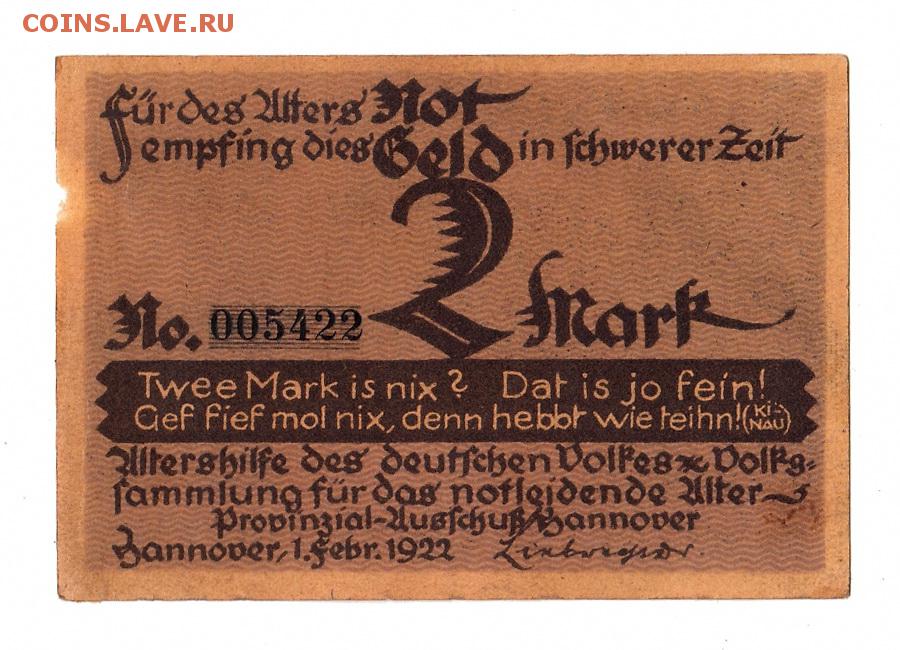 COINS.LAVE.RU
Für des Alters Not
empfing dies Geld in schwerer Zeit
2 Mark
No. 005422
Twee Mark is nix? Dat is jo fein!
Gef fief mol nix, denn hebbt wie teihn! (KI-NAU)
Altershilfe des deutschen Volkes Volks-
sammlung für das notleidende Alter
Provinzial-Ausschuß Hannover
Hannover, 1. Febr. 1922